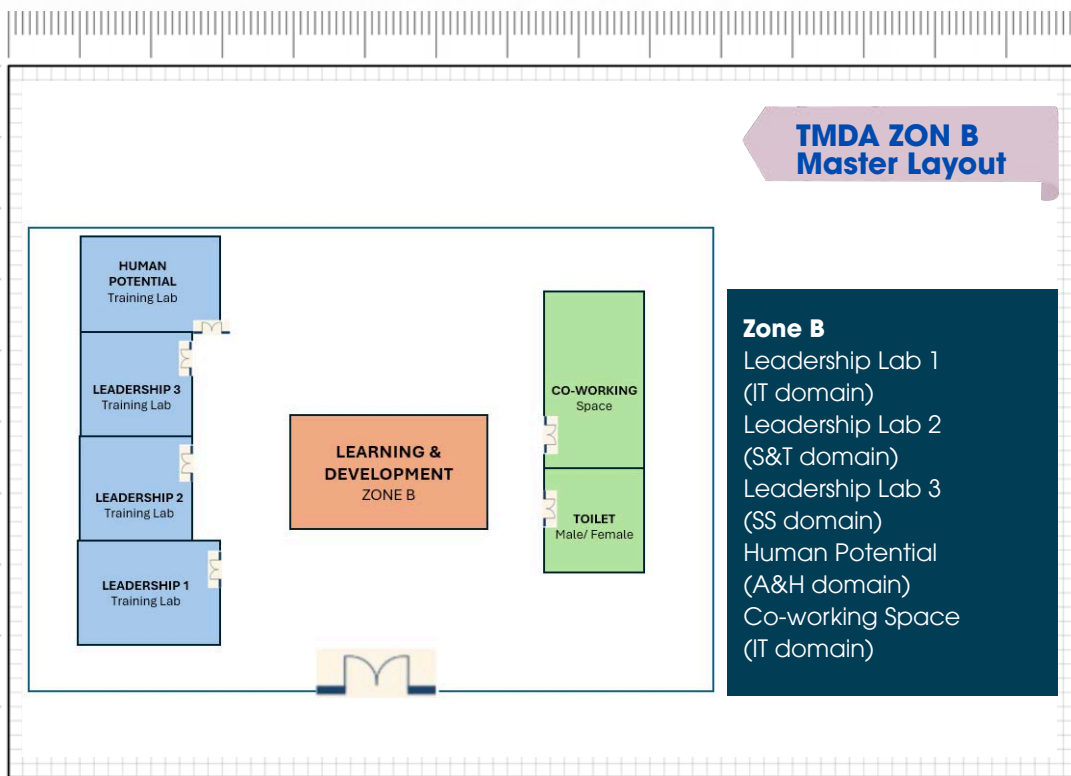 TMDA ZON B
Master Layout
HUMAN
POTENTIAL
Training Lab
LEADERSHIP 3
Training Lab
LEADERSHIP 2
Training Lab
LEADERSHIP 1
Training Lab
LEARNING &
DEVELOPMENT
ZONE B
CO-WORKING
Space
TOILET
Male/ Female
Zone B
Leadership Lab 1
(IT domain)
Leadership Lab 2
(S&T domain)
Leadership Lab 3
(SS domain)
Human Potential
(A&H domain)
Co-working Space
(IT domain)